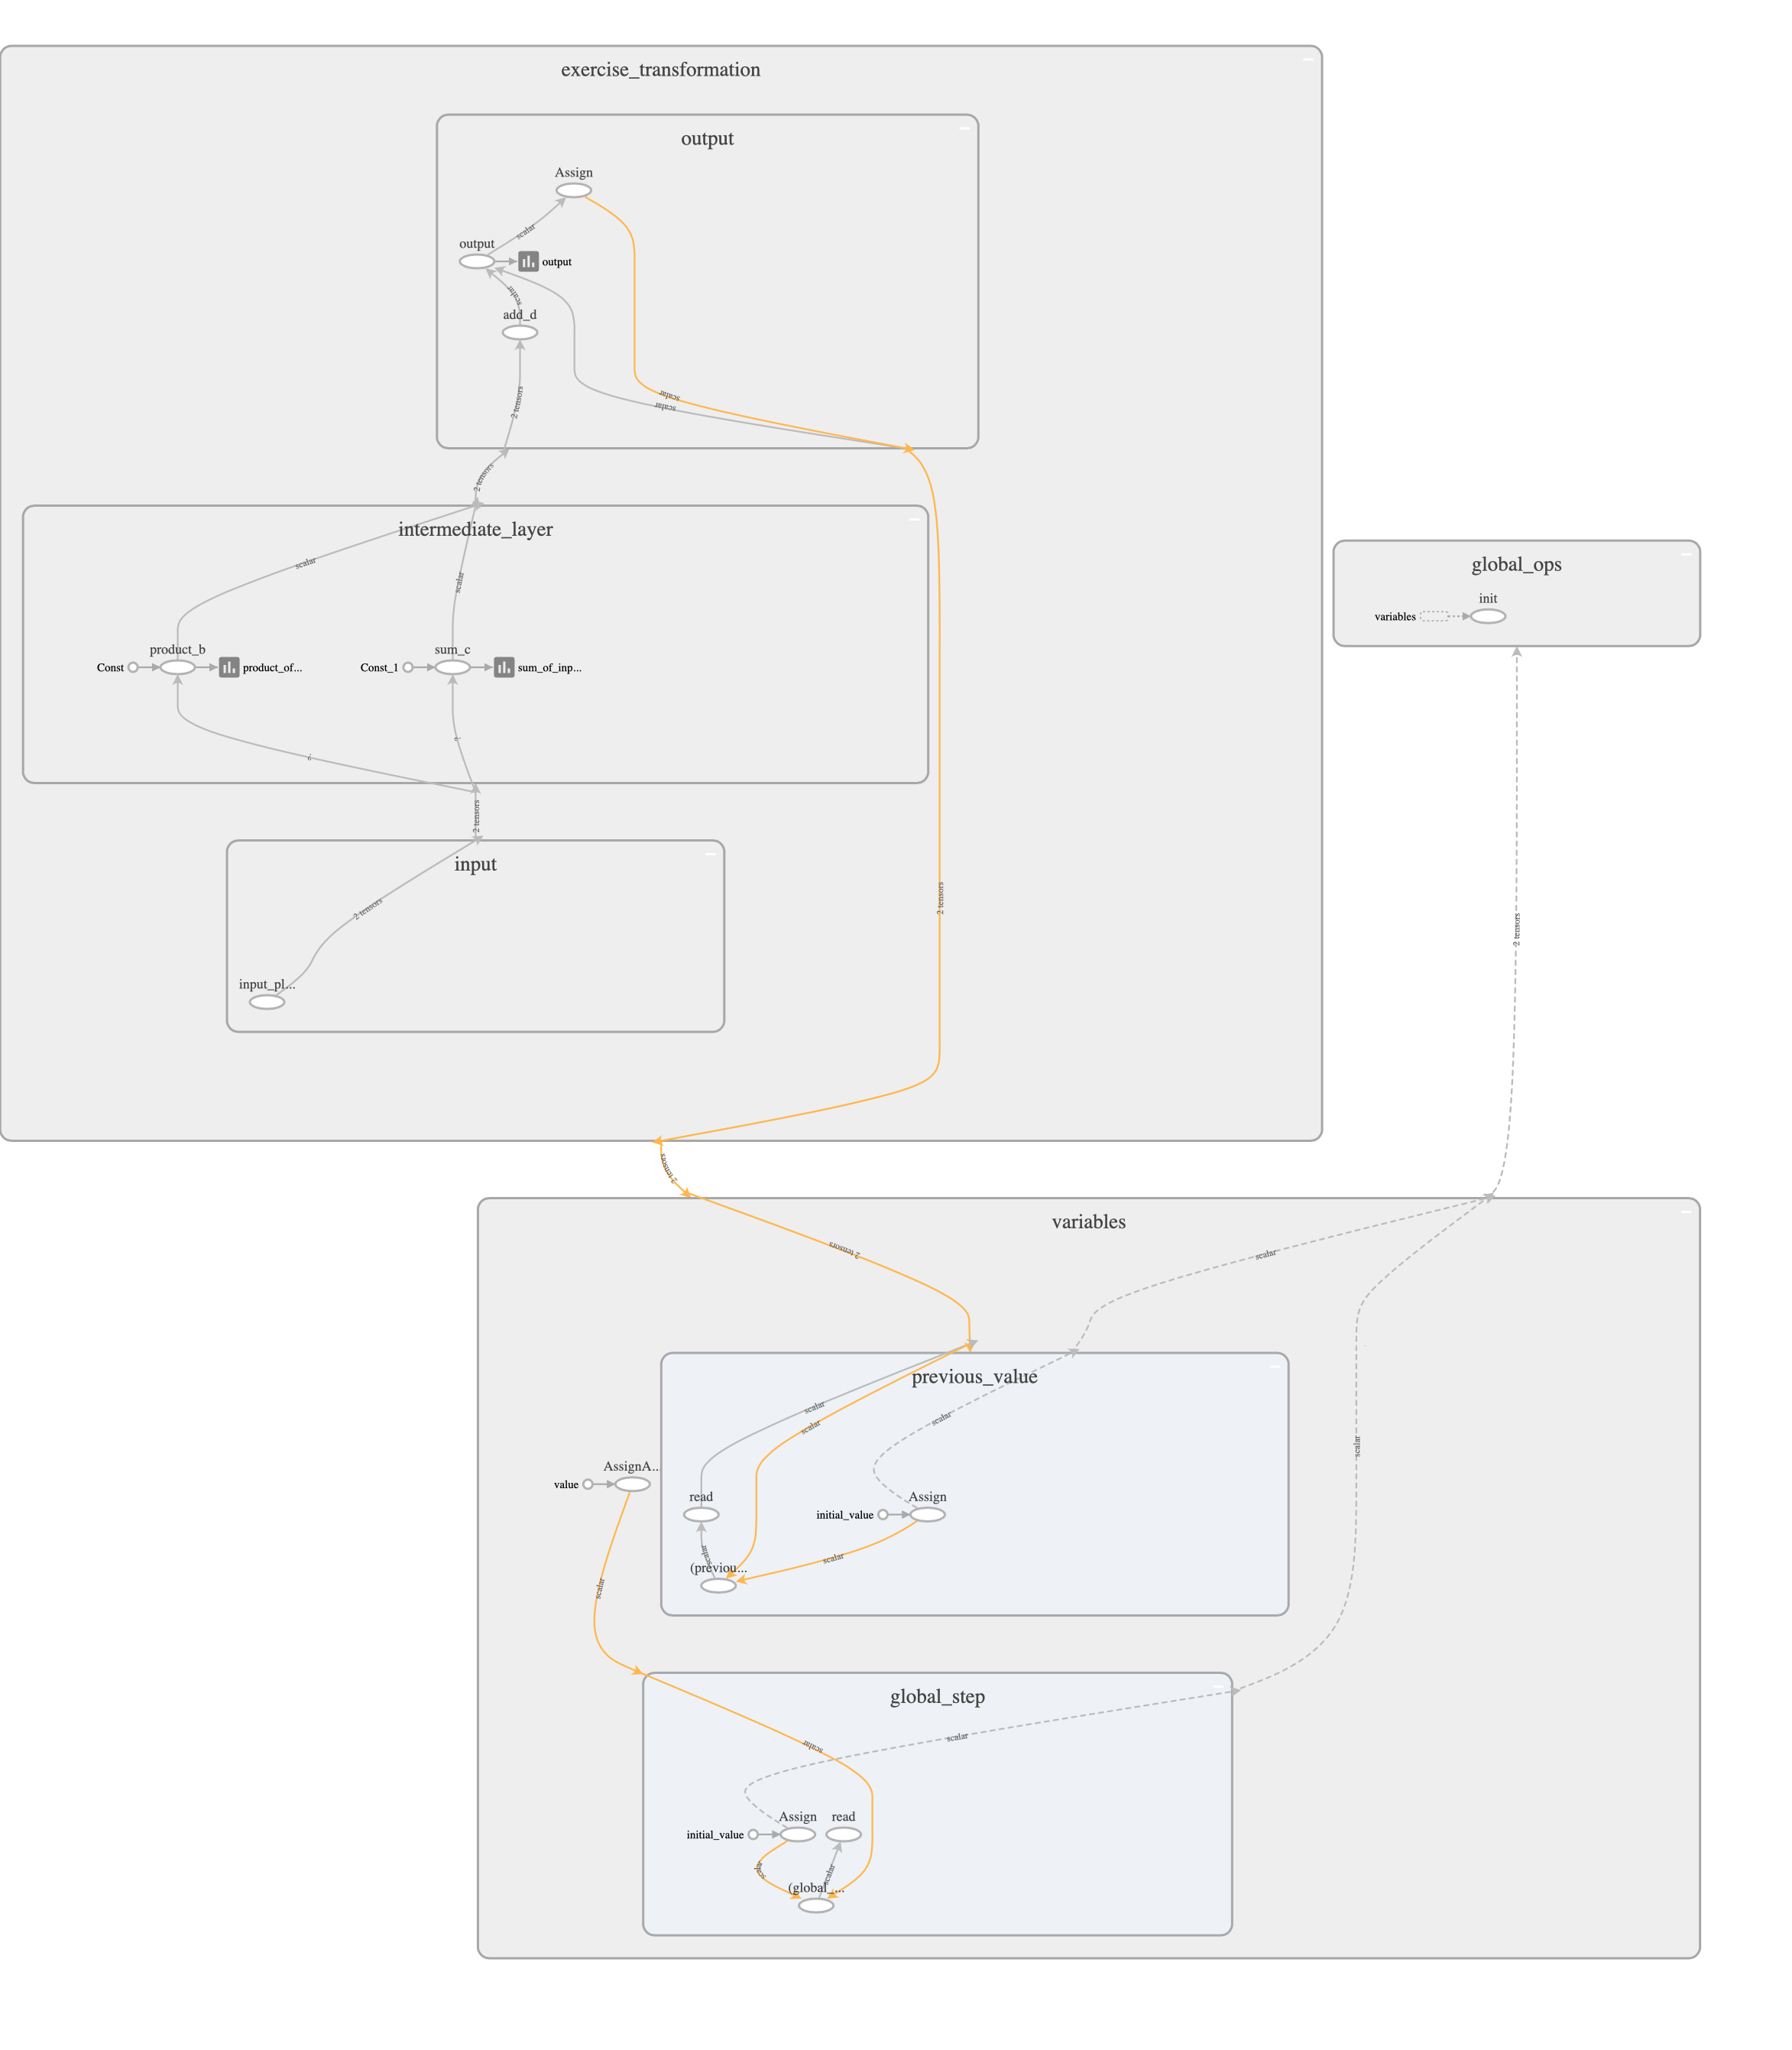 exercise_transformation
output
Assign
scalar
output
output
scalar
add_d
scalar
scalar
2 tensors
2 tensors
intermediate_layer
scalar
scalar
product_b
Const
product_of...
sum_c
Const_1
sum_of_inp...
?
?
2 tensors
input
2 tensors
input_pl...
2 tensors
2 tensors
global_ops
init
variables
2 tensors
variables
2 tensors
scalar
previous_value
scalar
scalar
scalar
scalar
AssignA...
value
read
Assign
initial_value
scalar
scalar
(previou...
scalar
global_step
scalar
scalar
Assign
read
initial_value
scalar
scalar
(global_...